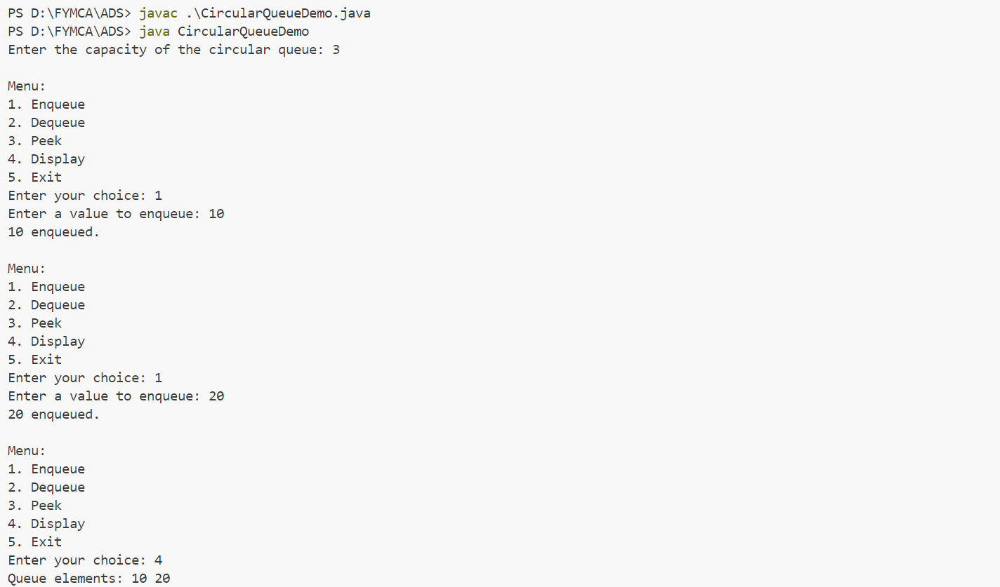 PS D:\FYMCA\ADS> javac .\CircularQueueDemo.java
PS D:\FYMCA\ADS> java CircularQueueDemo
Enter the capacity of the circular queue: 3

Menu:
1. Enqueue
2. Dequeue
3. Peek
4. Display
5. Exit
Enter your choice: 1
Enter a value to enqueue: 10
10 enqueued.

Menu:
1. Enqueue
2. Dequeue
3. Peek
4. Display
5. Exit
Enter your choice: 1
Enter a value to enqueue: 20
20 enqueued.

Menu:
1. Enqueue
2. Dequeue
3. Peek
4. Display
5. Exit
Enter your choice: 4
Queue elements: 10 20